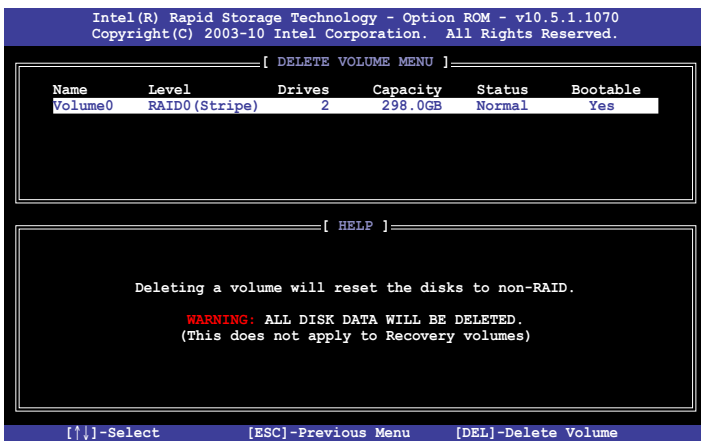 Intel(R) Rapid Storage Technology - Option ROM - v10.5.1.1070
Copyright(C) 2003-10 Intel Corporation. All Rights Reserved.
[ DELETE VOLUME MENU ]
Name Level Drives Capacity Status Bootable
Volume0 RAID0(Stripe) 2 298.0GB Normal Yes
[ HELP ]
Deleting a volume will reset the disks to non-RAID.
WARNING: ALL DISK DATA WILL BE DELETED.
(This does not apply to Recovery volumes)
[↑↓]-Select [ESC]-Previous Menu [DEL]-Delete Volume